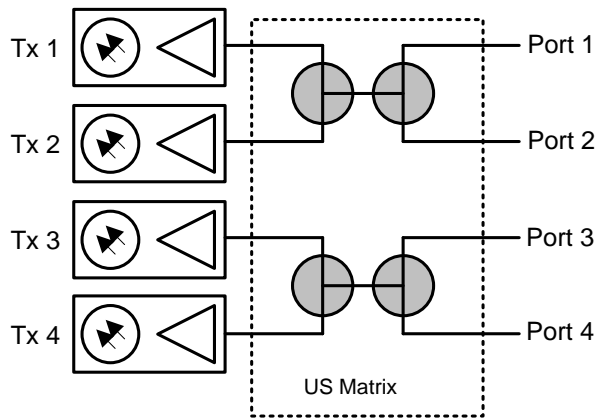 Tx 1
Port 1
Tx 2
Port 2
Tx 3
Port 3
Tx 4
Port 4
US Matrix